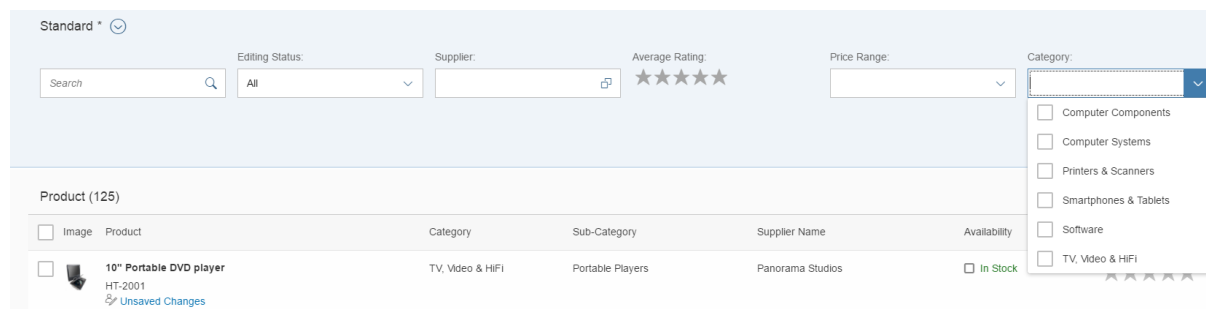 Standard *
Editing Status:
Supplier:
Average Rating:
Price Range:
Category:
Search
All
Computer Components
Computer Systems
Printers & Scanners
Smartphones & Tablets
Software
TV, Video & HiFi
Product (125)
Image Product Category Sub-Category Supplier Name Availability
10" Portable DVD player TV, Video & HiFi Portable Players Panorama Studios In Stock
HT-2001
Unsaved Changes